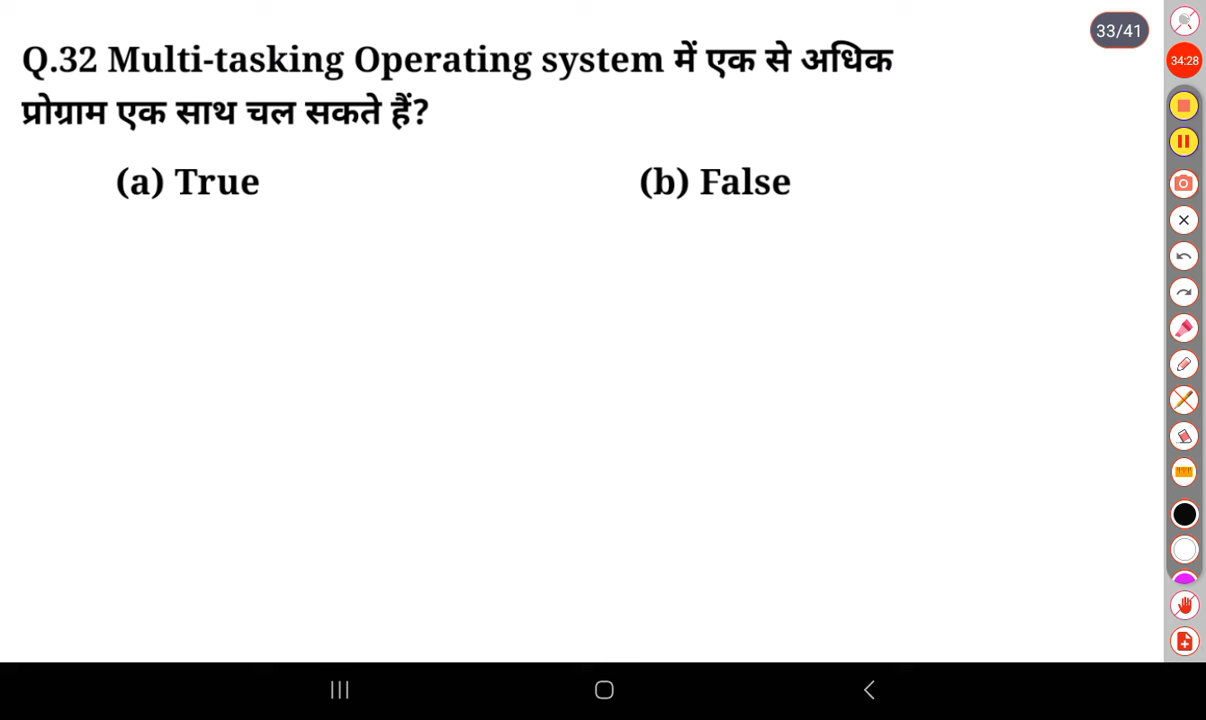 33/41
34:28
Q.32 Multi-tasking Operating system में एक से अधिक
प्रोग्राम एक साथ चल सकते हैं?
(a) True (b) False